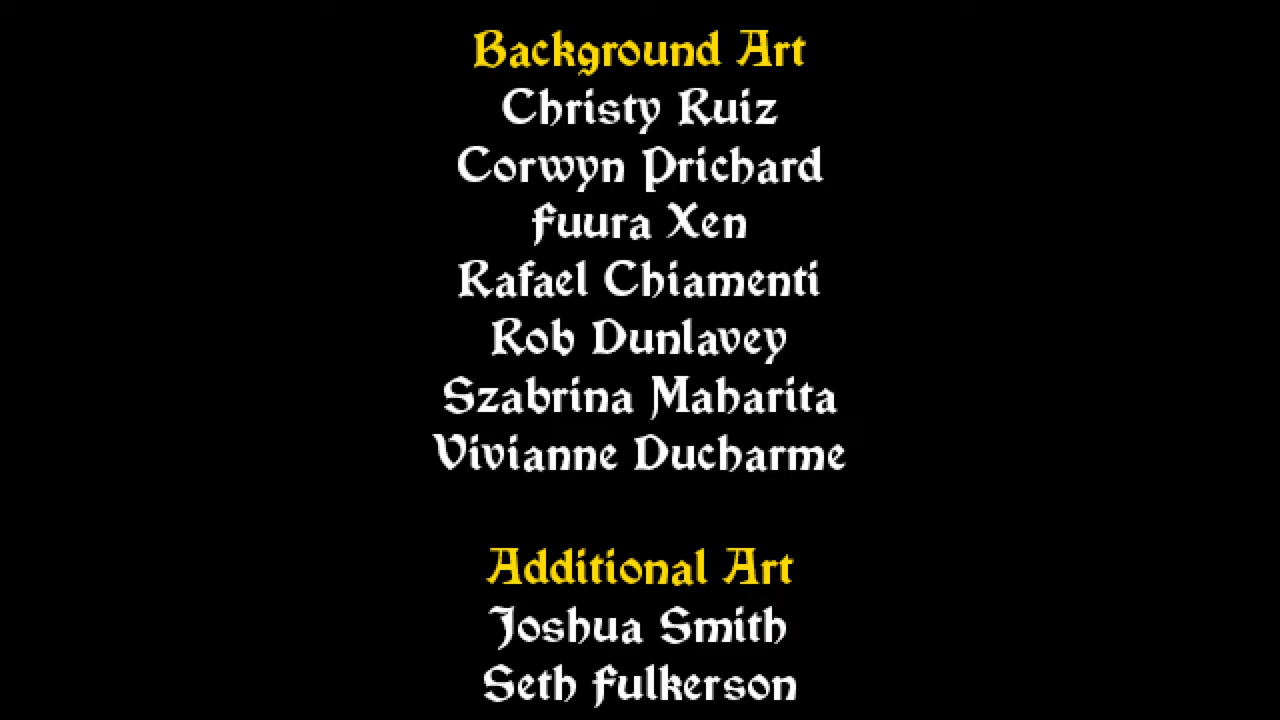 Background Art
Christy Ruiz
Corwyn Prichard
Fuura Xen
Rafael Chiamenti
Rob Dunlavey
Szabrina Maharita
Vivianne Ducharme
Additional Art
Joshua Smith
Seth Fulkerson